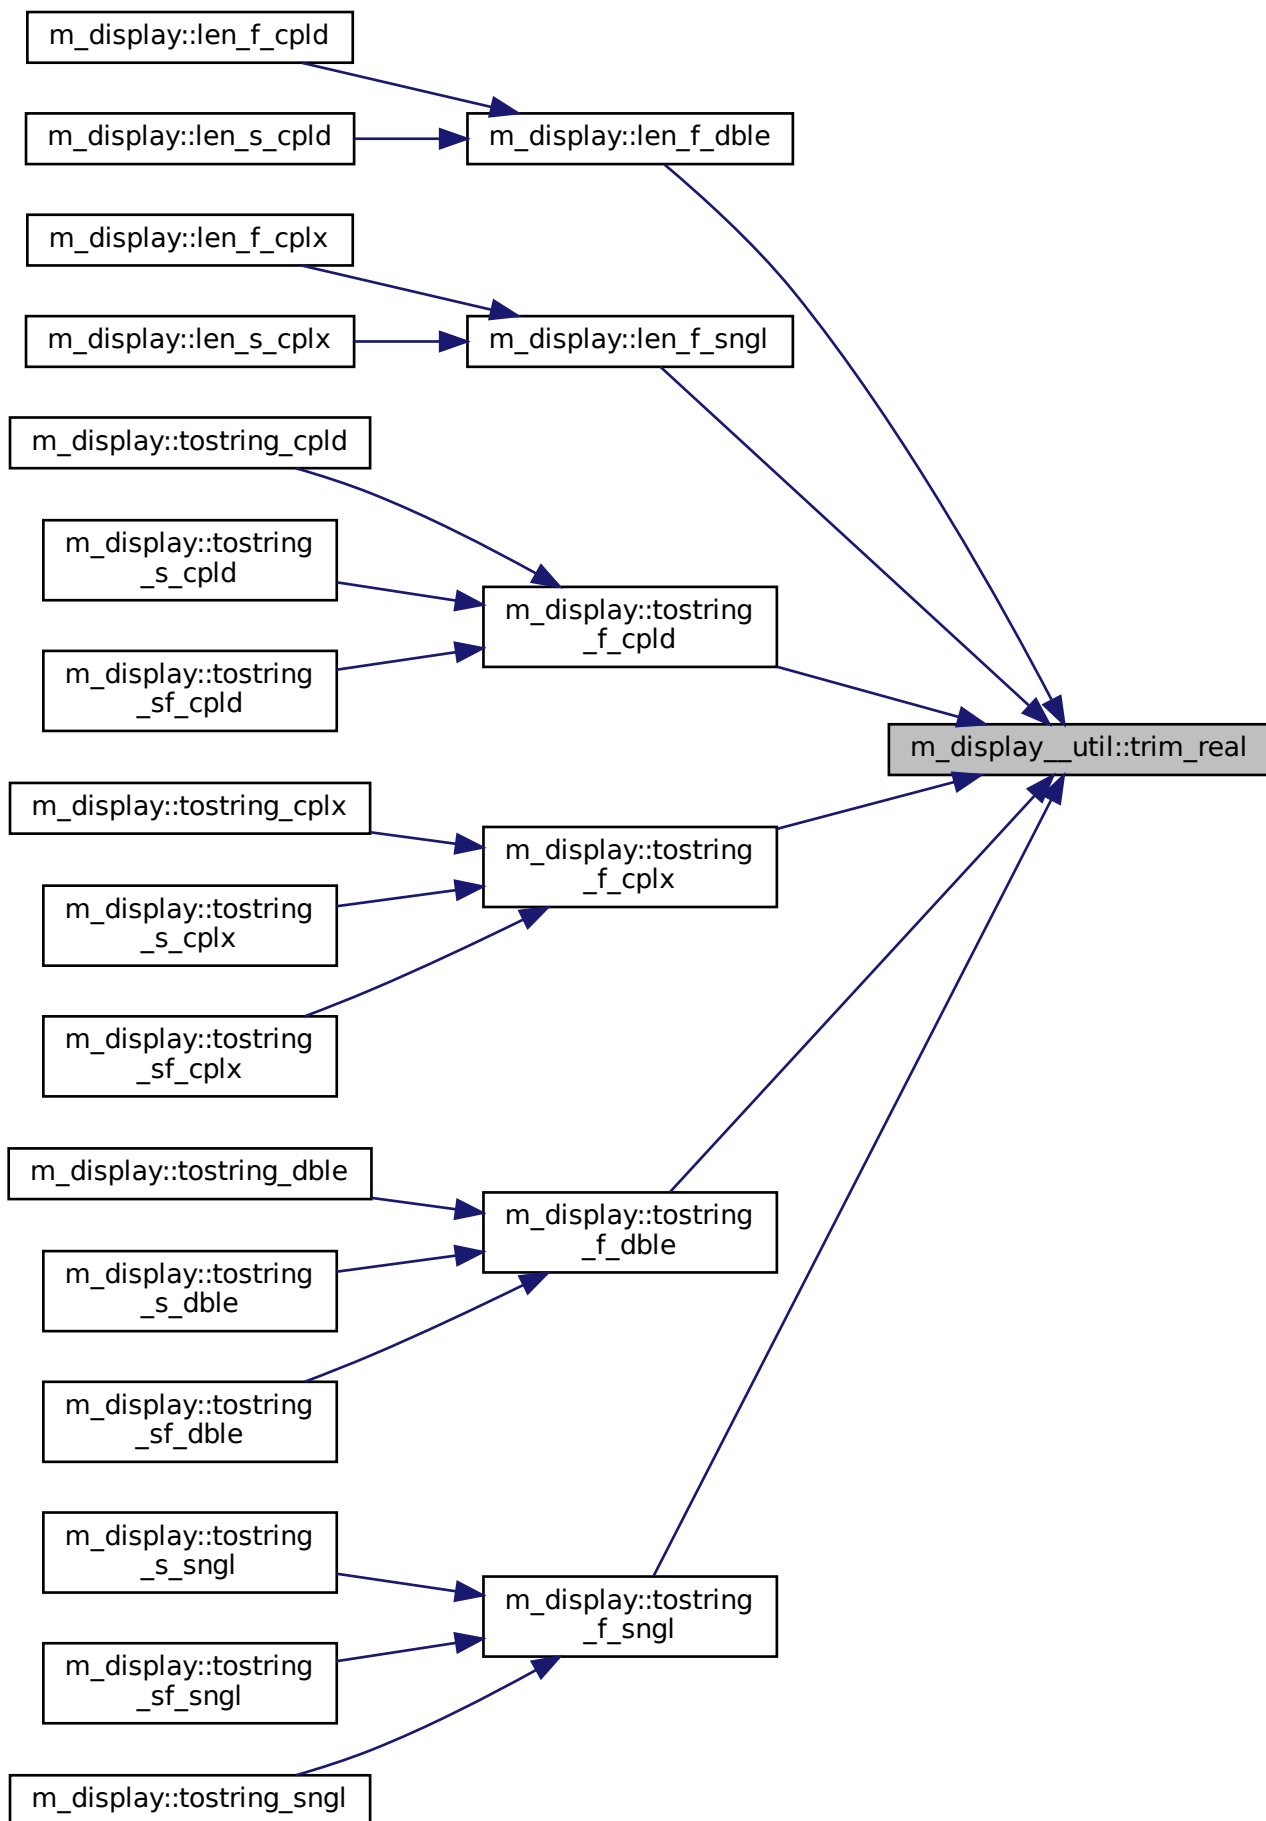 m_display::len_f_cpld
m_display::len_s_cpld
m_display::len_f_dble
m_display::len_f_cplx
m_display::len_s_cplx
m_display::len_f_sngl
m_display::tostring_cpld
m_display::tostring
_s_cpld
m_display::tostring
_f_cpld
m_display::tostring
_sf_cpld
m_display__util::trim_real
m_display::tostring_cplx
m_display::tostring
_f_cplx
m_display::tostring
_s_cplx
m_display::tostring
_sf_cplx
m_display::tostring_dble
m_display::tostring
_f_dble
m_display::tostring
_s_dble
m_display::tostring
_sf_dble
m_display::tostring
_s_sngl
m_display::tostring
_f_sngl
m_display::tostring
_sf_sngl
m_display::tostring_sngl